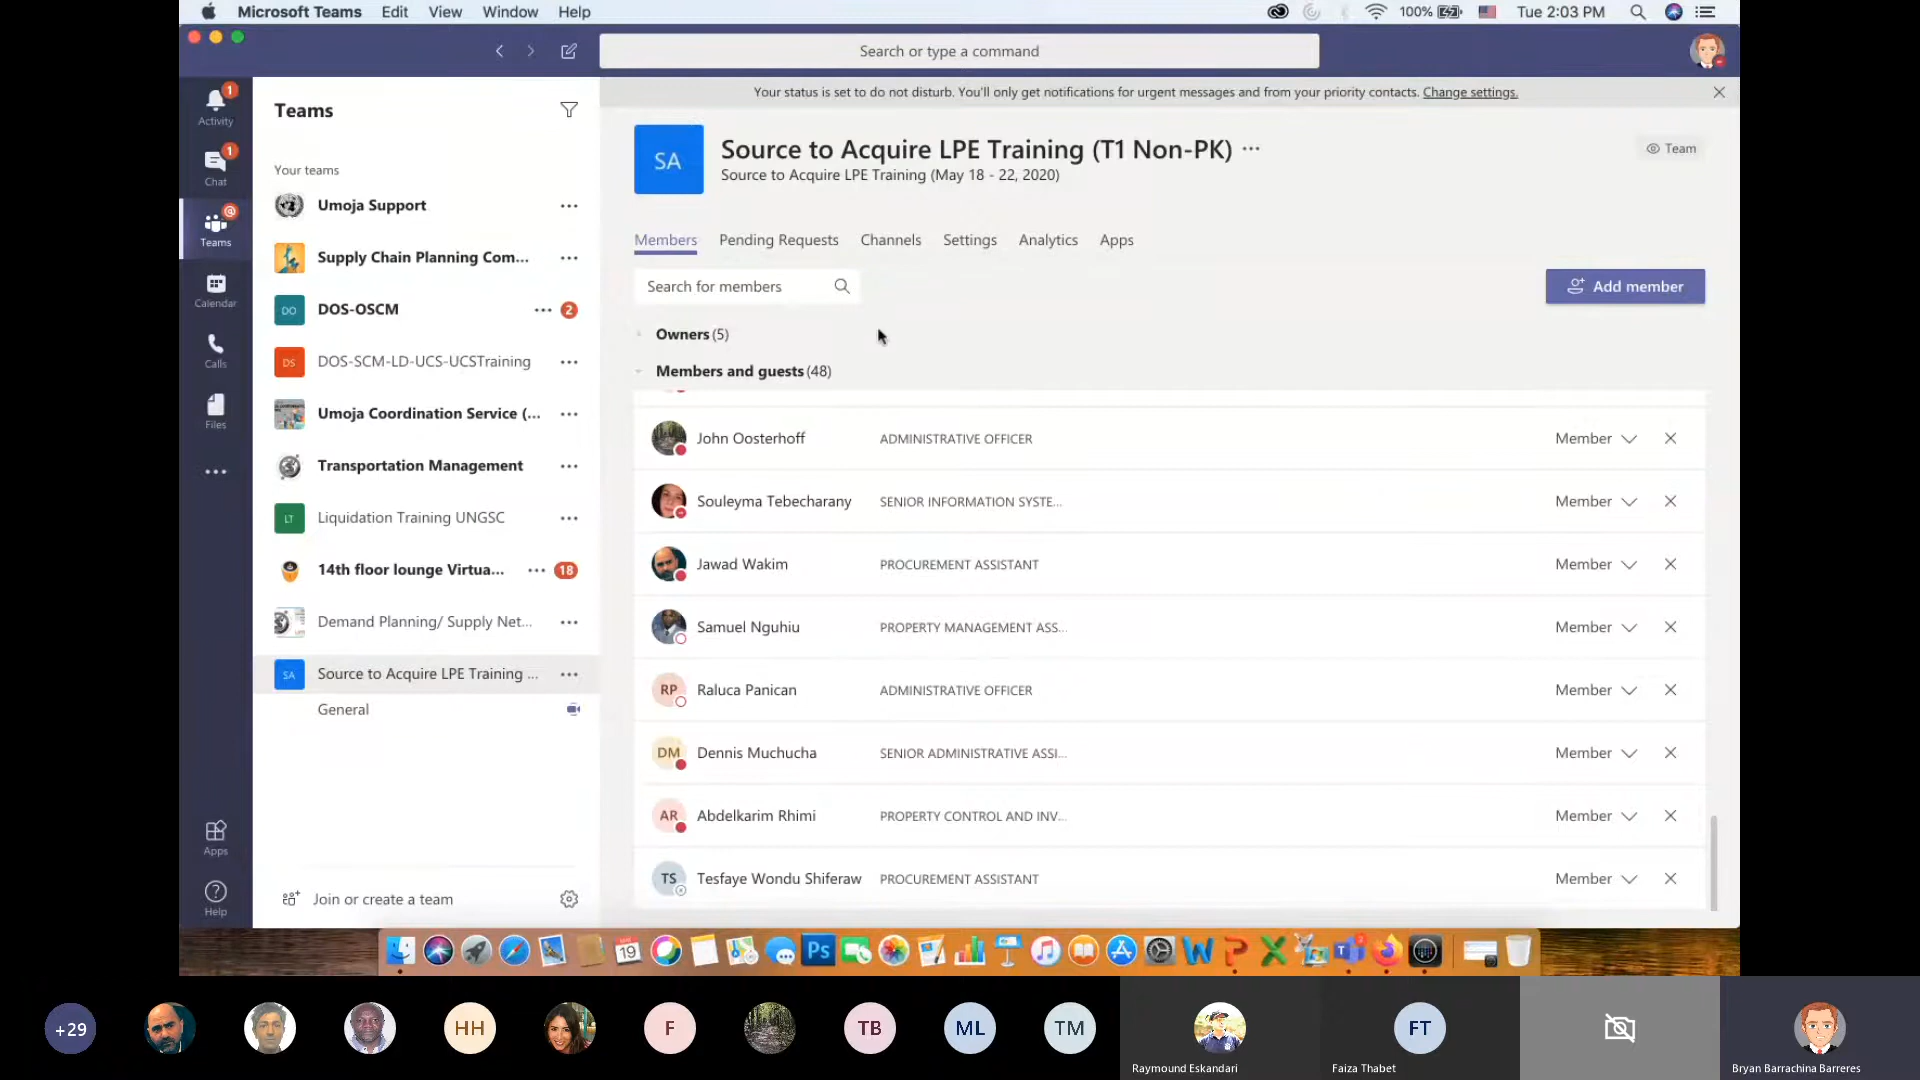 Microsoft Teams Edit View Window Help
100% Tue 2:03 PM
Search or type a command
Your status is set to do not disturb. You'll only get notifications for urgent messages and from your priority contacts. Change settings.
1
Activity
1
Chat
@
Teams
Calendar
Calls
Files
Apps
Help
Teams
Your teams
Umoja Support
Supply Chain Planning Com...
DO DOS-OSCM 2
DS DOS-SCM-LD-UCS-UCSTraining
Umoja Coordination Service (...
Transportation Management
LT Liquidation Training UNGSC
14th floor lounge Virtua... 18
Demand Planning/ Supply Net...
SA Source to Acquire LPE Training ...
General
Join or create a team
SA
Source to Acquire LPE Training (T1 Non-PK)
Team
Source to Acquire LPE Training (May 18 - 22, 2020)
Members Pending Requests Channels Settings Analytics Apps
Search for members
Add member
Owners (5)
Members and guests (48)
John Oosterhoff ADMINISTRATIVE OFFICER Member
Souleyma Tebecharany SENIOR INFORMATION SYSTE... Member
Jawad Wakim PROCUREMENT ASSISTANT Member
Samuel Nguhiu PROPERTY MANAGEMENT ASS... Member
RP Raluca Panican ADMINISTRATIVE OFFICER Member
DM Dennis Muchucha SENIOR ADMINISTRATIVE ASSI... Member
AR Abdelkarim Rhimi PROPERTY CONTROL AND INV... Member
TS Tesfaye Wondu Shiferaw PROCUREMENT ASSISTANT Member
19 Ps
+29 HH F TB ML TM FT
Raymound Eskandari Faiza Thabet Bryan Barrachina Barreres